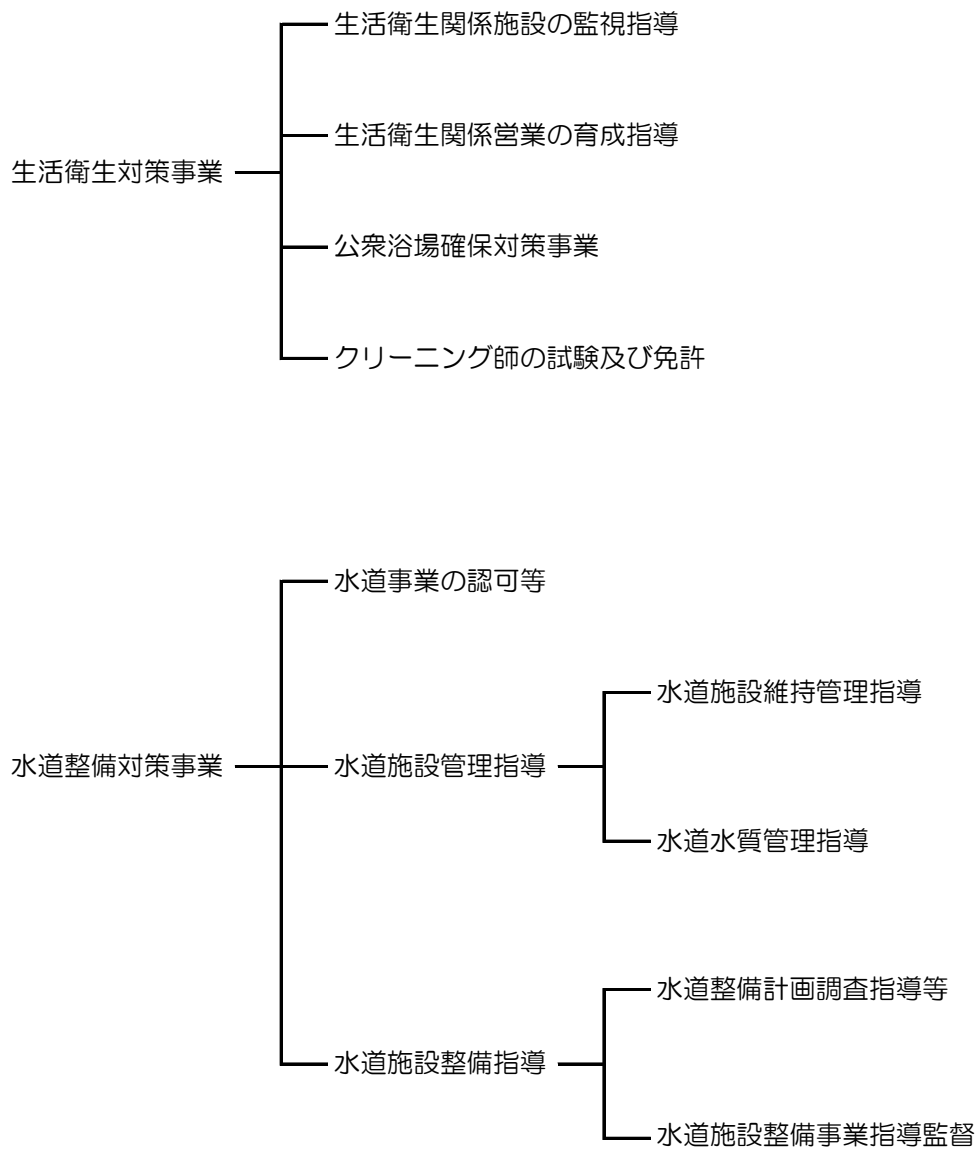 生活衛生対策事業
生活衛生関係施設の監視指導
生活衛生関係営業の育成指導
公衆浴場確保対策事業
クリーニング師の試験及び免許
水道整備対策事業
水道事業の認可等
水道施設管理指導
水道施設維持管理指導
水道水質管理指導
水道施設整備指導
水道整備計画調査指導等
水道施設整備事業指導監督